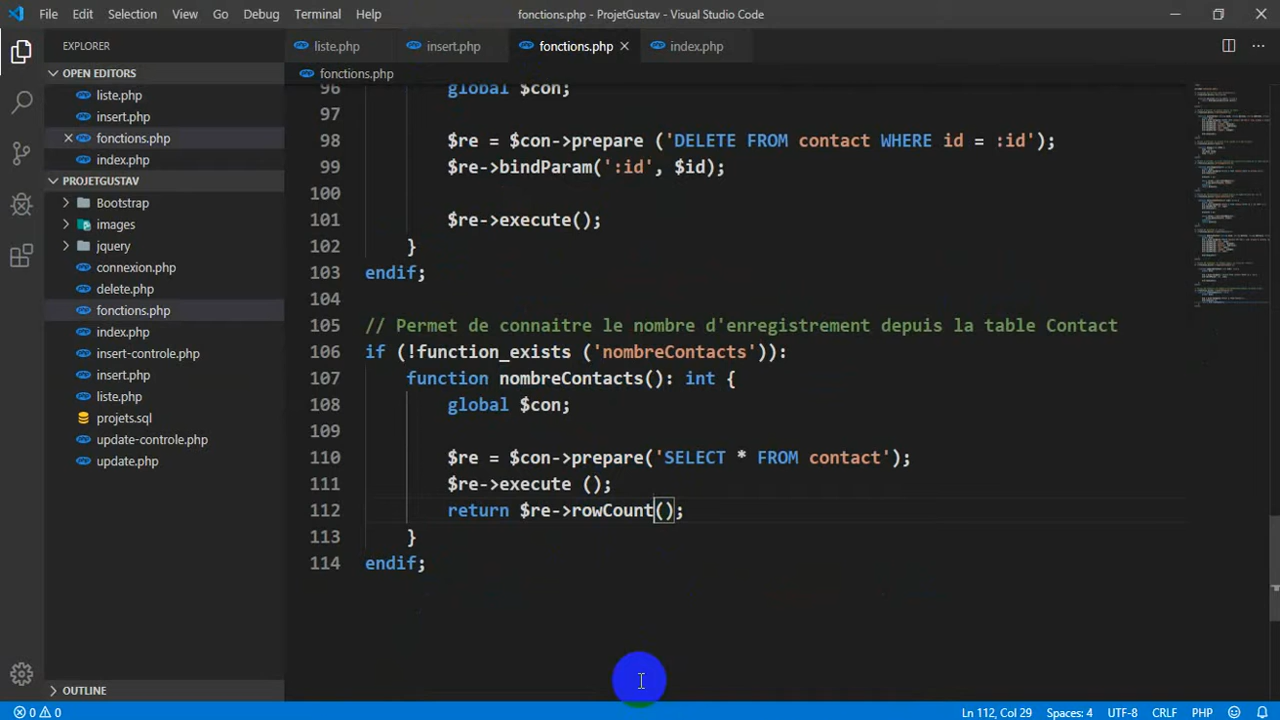 File Edit Selection View Go Debug Terminal Help fonctions.php - ProjetGustav - Visual Studio Code
EXPLORER
OPEN EDITORS
liste.php
insert.php
fonctions.php
index.php
PROJETGUSTAV
Bootstrap
images
jquery
connexion.php
delete.php
fonctions.php
index.php
insert-controle.php
insert.php
liste.php
projets.sql
update-controle.php
update.php
OUTLINE
liste.php insert.php fonctions.php index.php
fonctions.php
96 global $con;
97
98 $re = $con->prepare ('DELETE FROM contact WHERE id = :id');
99 $re->bindParam(':id', $id);
100
101 $re->execute();
102 }
103 endif;
104
105 // Permet de connaitre le nombre d'enregistrement depuis la table Contact
106 if (!function_exists ('nombreContacts')):
107 function nombreContacts(): int {
108 global $con;
109
110 $re = $con->prepare('SELECT * FROM contact');
111 $re->execute ();
112 return $re->rowCount();
113 }
114 endif;
0 0 Ln 112, Col 29 Spaces: 4 UTF-8 CRLF PHP